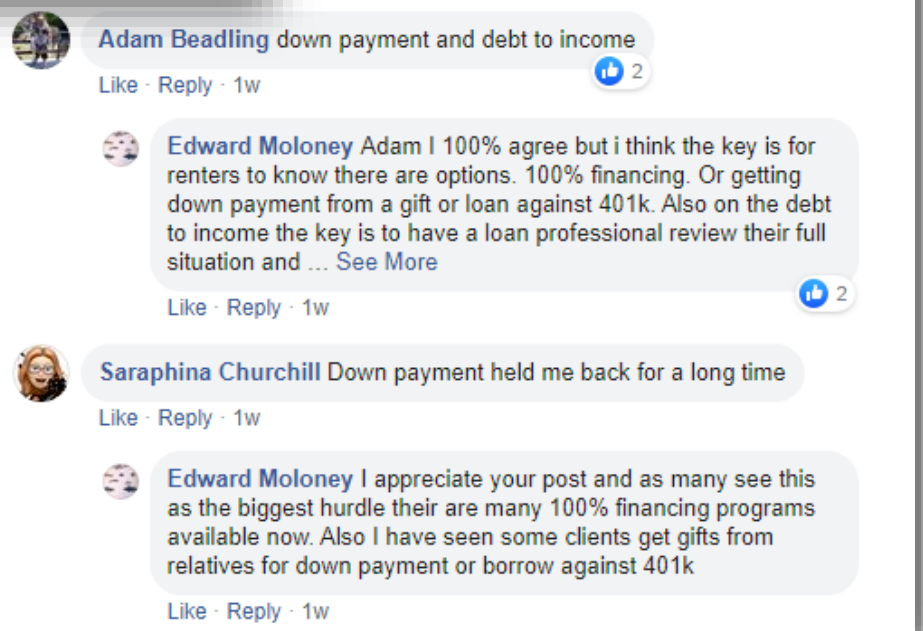 Adam Beadling down payment and debt to income
2
Like · Reply · 1w
Edward Moloney Adam I 100% agree but i think the key is for
renters to know there are options. 100% financing. Or getting
down payment from a gift or loan against 401k. Also on the debt
to income the key is to have a loan professional review their full
situation and ... See More
2
Like · Reply · 1w
Saraphina Churchill Down payment held me back for a long time
Like · Reply · 1w
Edward Moloney I appreciate your post and as many see this
as the biggest hurdle their are many 100% financing programs
available now. Also I have seen some clients get gifts from
relatives for down payment or borrow against 401k
Like · Reply · 1w